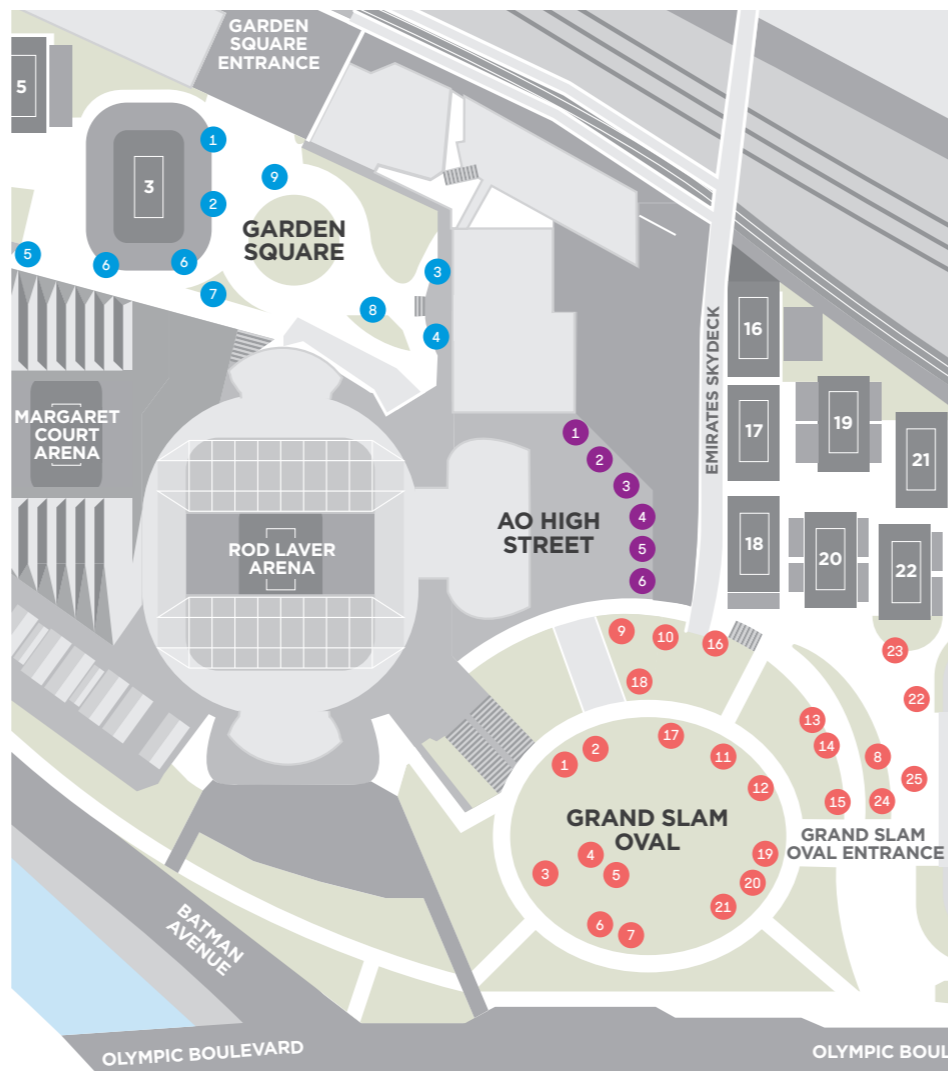 GARDEN
SQUARE
ENTRANCE
5
1
3
9
2
GARDEN
SQUARE
5
6
6
3
7
8
4
16
EMIRATES SKYDECK
MARGARET
COURT
ARENA
17
19
21
1
2
3
4
5
6
AO HIGH
STREET
ROD LAVER
ARENA
18
20
22
9
10
16
23
18
22
13
17
14
2
1
11
8
25
12
15
24
GRAND SLAM
OVAL
GRAND SLAM
OVAL ENTRANCE
4
19
3
5
20
21
6
7
BATMAN
AVENUE
OLYMPIC BOULEVARD
OLYMPIC BOUL